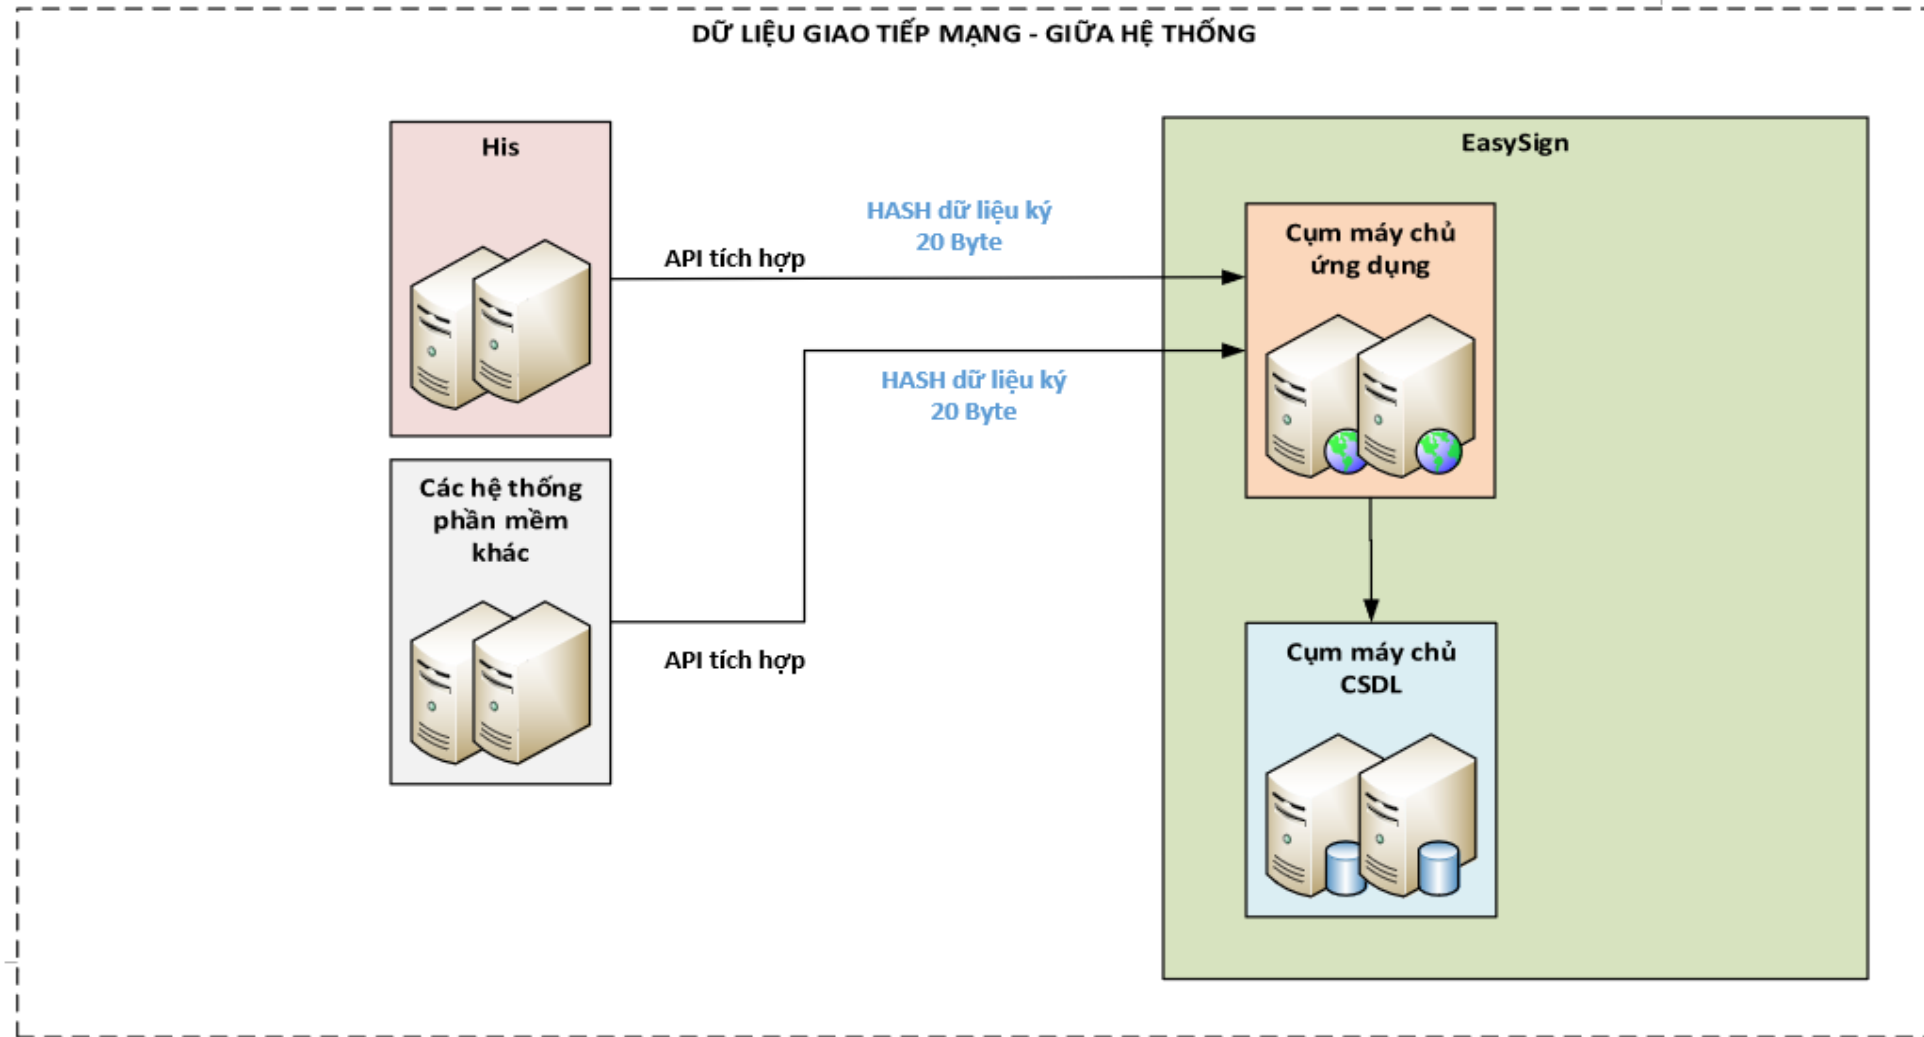 DỮ LIỆU GIAO TIẾP MẠNG - GIỮA HỆ THỐNG
His
EasySign
HASH dữ liệu ký
20 Byte
API tích hợp
Cụm máy chủ
ứng dụng
HASH dữ liệu ký
20 Byte
Các hệ thống
phần mềm
khác
API tích hợp
Cụm máy chủ
CSDL